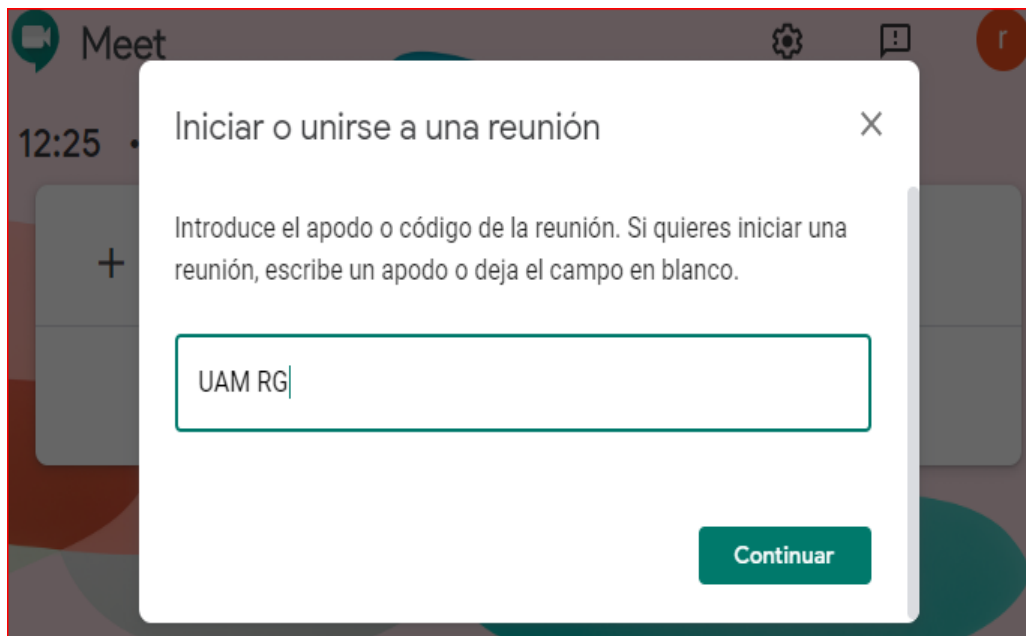 Meet
r
12:25 •
Iniciar o unirse a una reunión
Introduce el apodo o código de la reunión. Si quieres iniciar una
reunión, escribe un apodo o deja el campo en blanco.
UAM RG
Continuar